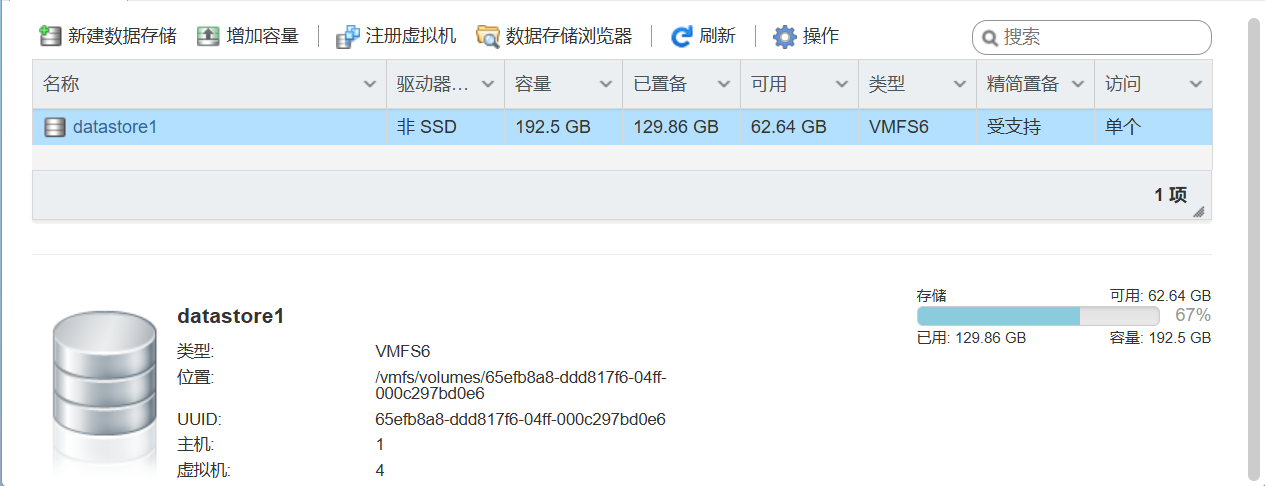 新建数据存储 增加容量 注册虚拟机 数据存储浏览器 刷新 操作 搜索
名称 驱动器... 容量 已置备 可用 类型 精简置备 访问
datastore1 非 SSD 192.5 GB 129.86 GB 62.64 GB VMFS6 受支持 单个
1 项
datastore1
类型: VMFS6
位置: /vmfs/volumes/65efb8a8-ddd817f6-04ff-
000c297bd0e6
UUID: 65efb8a8-ddd817f6-04ff-000c297bd0e6
主机: 1
虚拟机: 4
存储 可用: 62.64 GB
67%
已用: 129.86 GB 容量: 192.5 GB